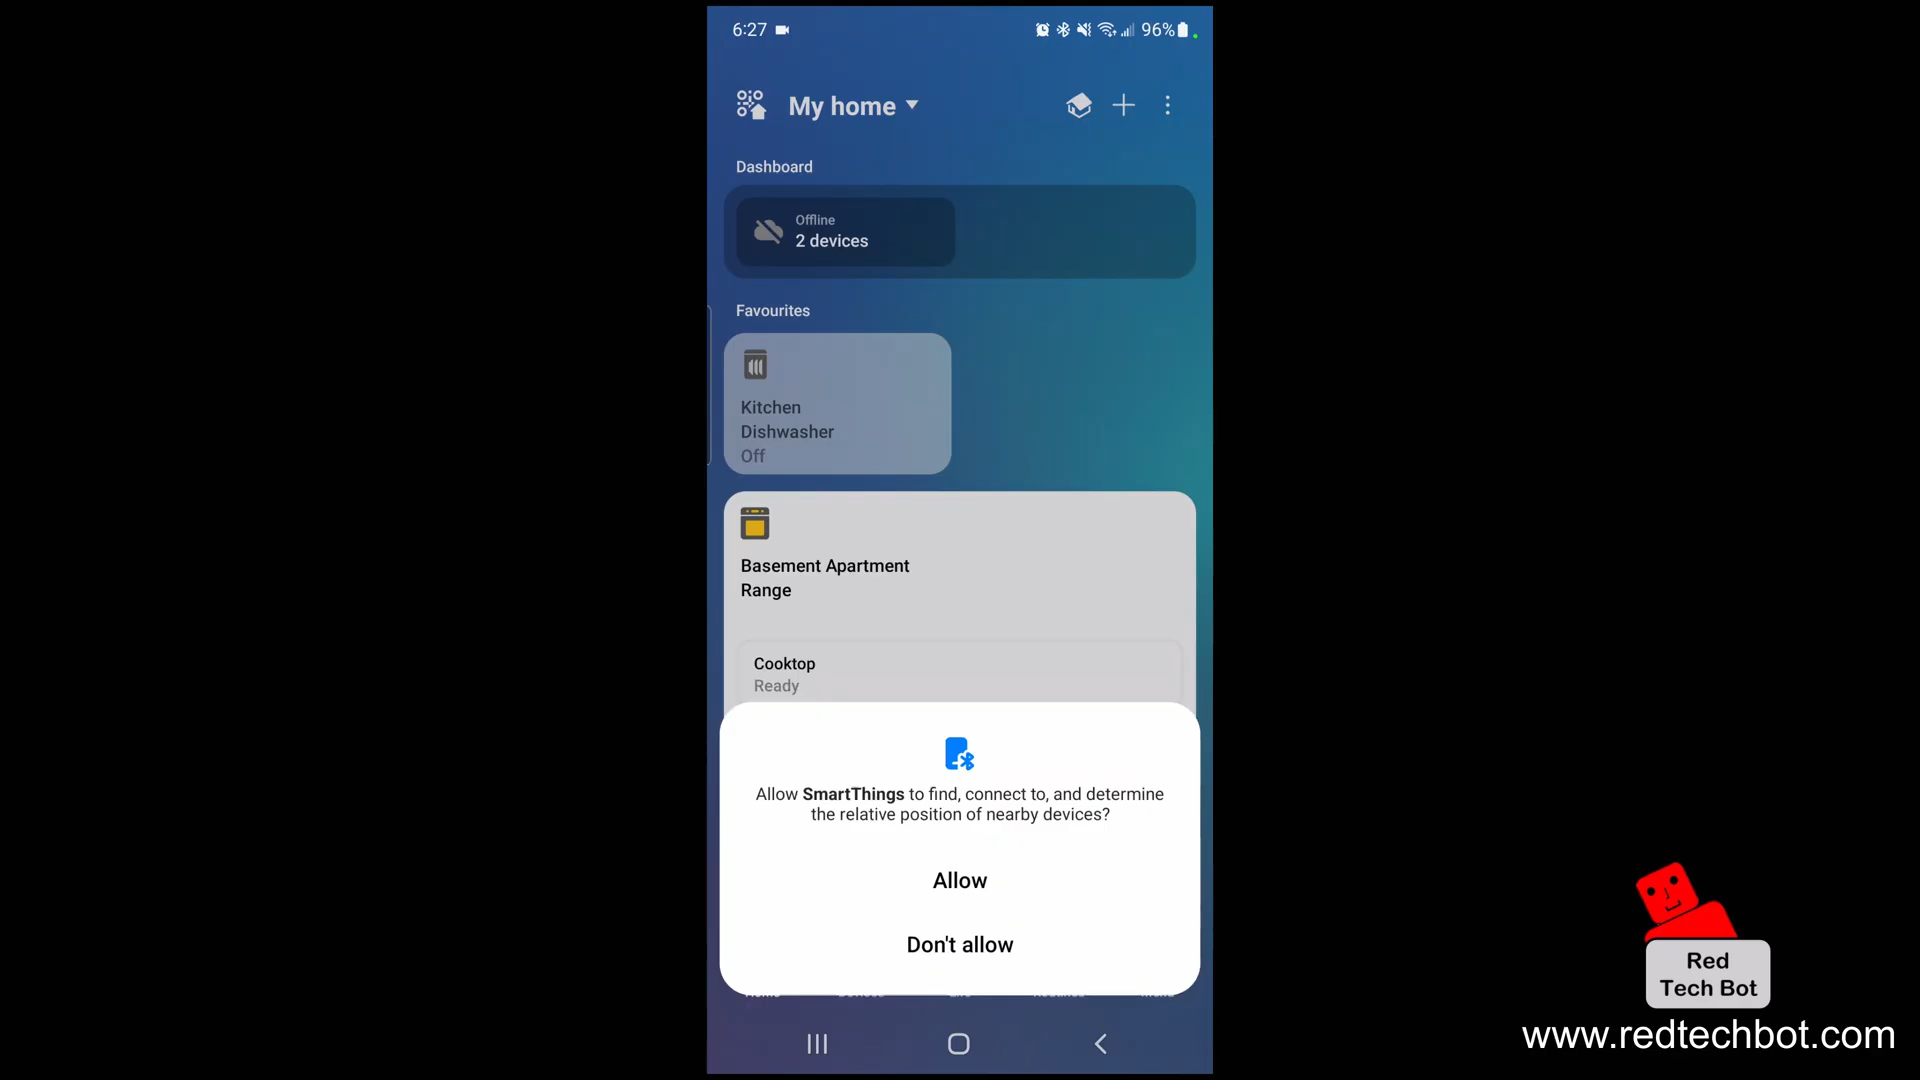 6:27
96%
My home
Dashboard
Offline
2 devices
Favourites
Kitchen
Dishwasher
Off
Basement Apartment
Range
Cooktop
Ready
Allow SmartThings to find, connect to, and determine
the relative position of nearby devices?
Allow
Don't allow
Red
Tech Bot
www.redtechbot.com